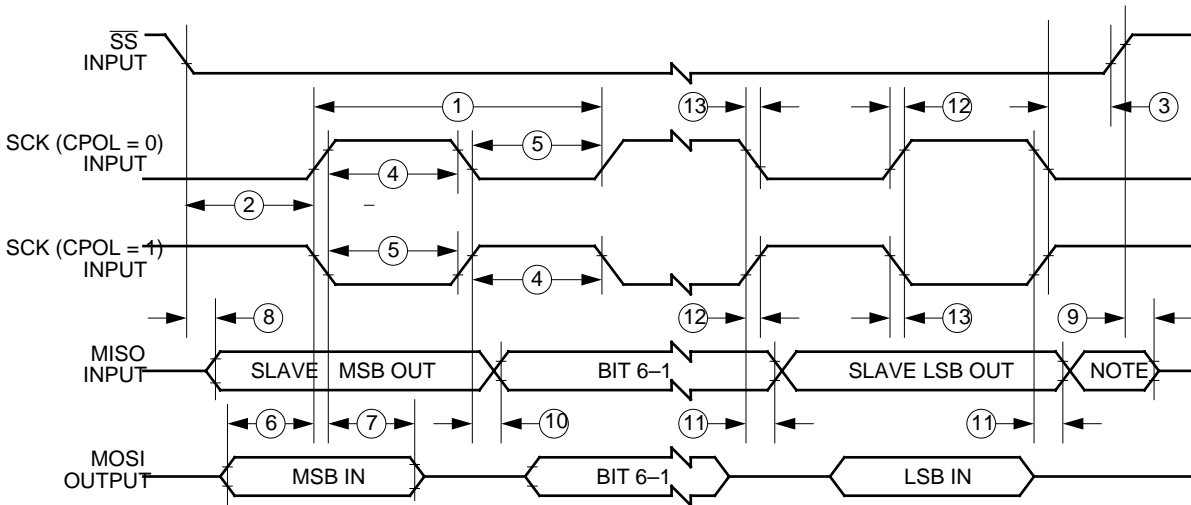 SS
INPUT
1
13
12
3
SCK (CPOL = 0)
INPUT
5
4
2
–
SCK (CPOL = 1)
INPUT
5
4
8
12
13
9
MISO
INPUT
SLAVE MSB OUT
BIT 6–1
SLAVE LSB OUT
NOTE
6
7
10
11
11
MOSI
OUTPUT
MSB IN
BIT 6–1
LSB IN